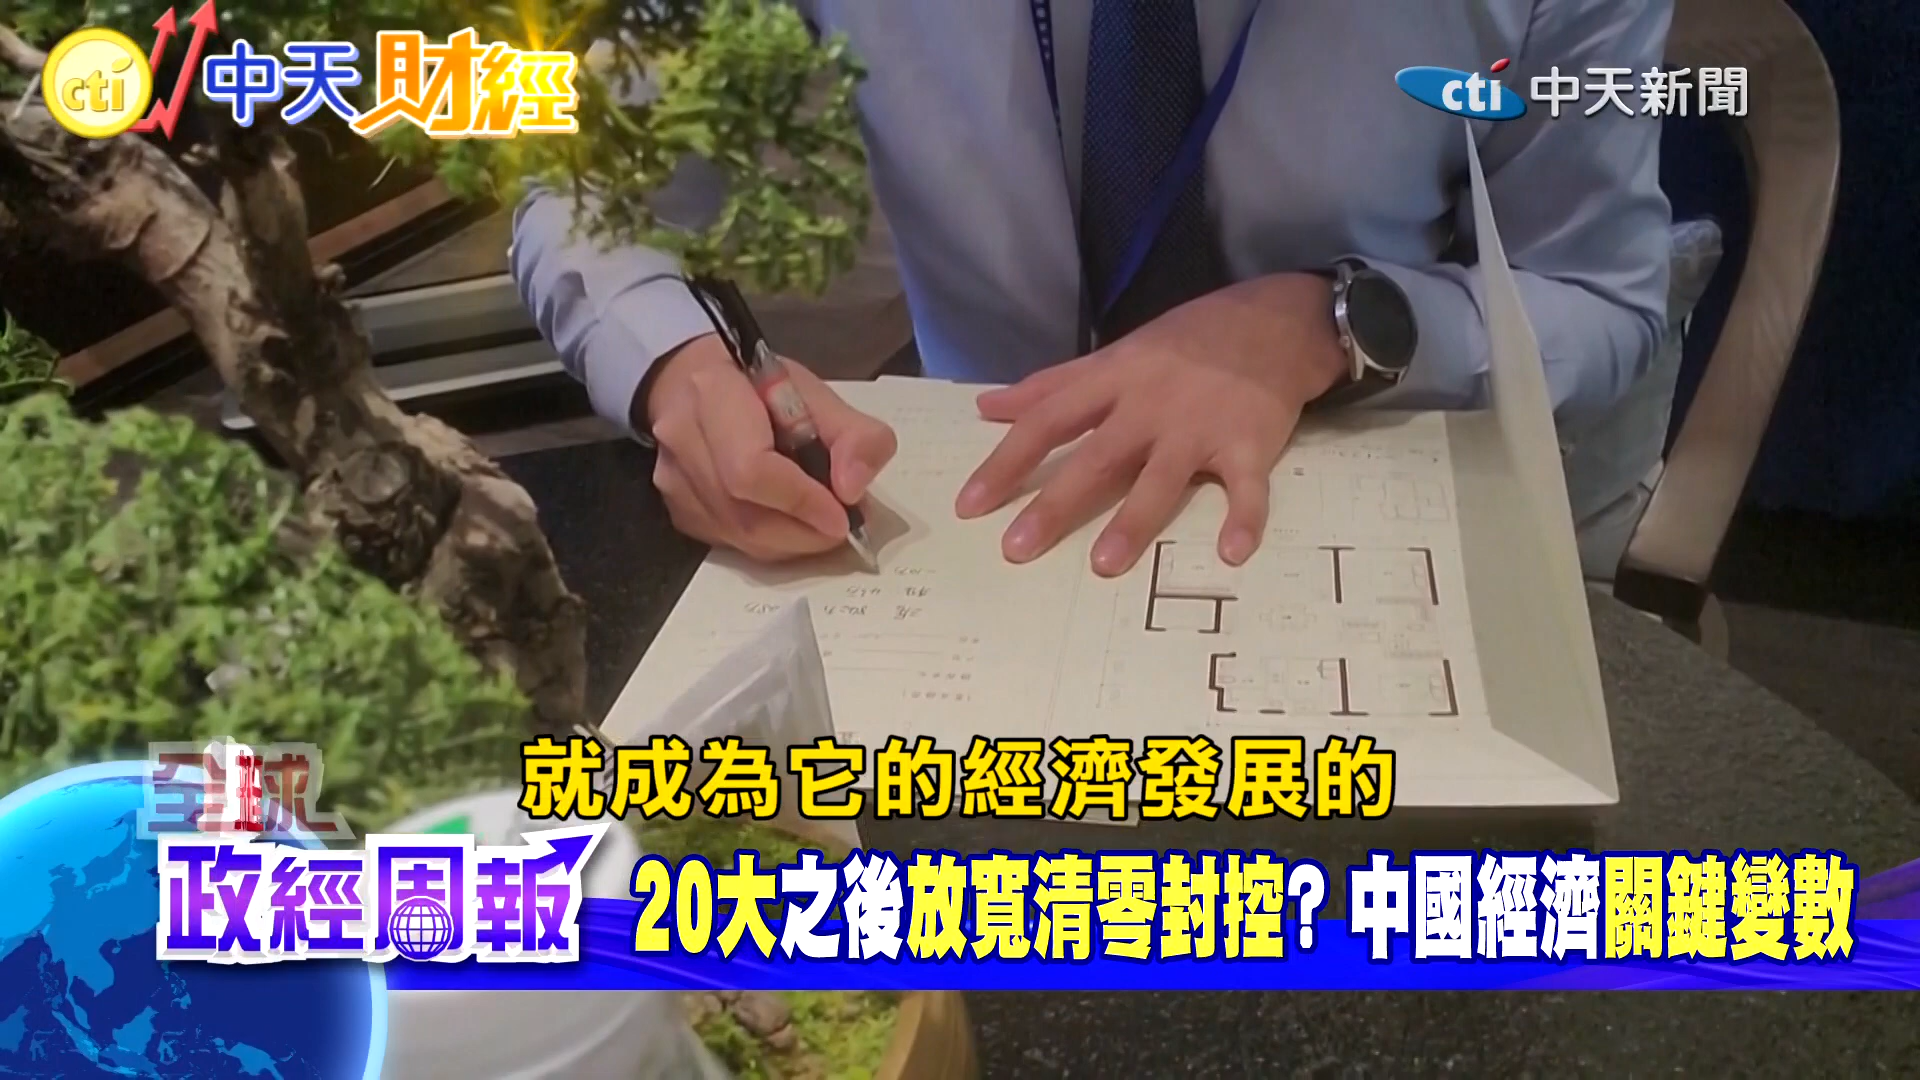 cti 中天財經
cti 中天新聞
就成為它的經濟發展的
全球
政經周報
20大之後放寬清零封控? 中國經濟關鍵變數